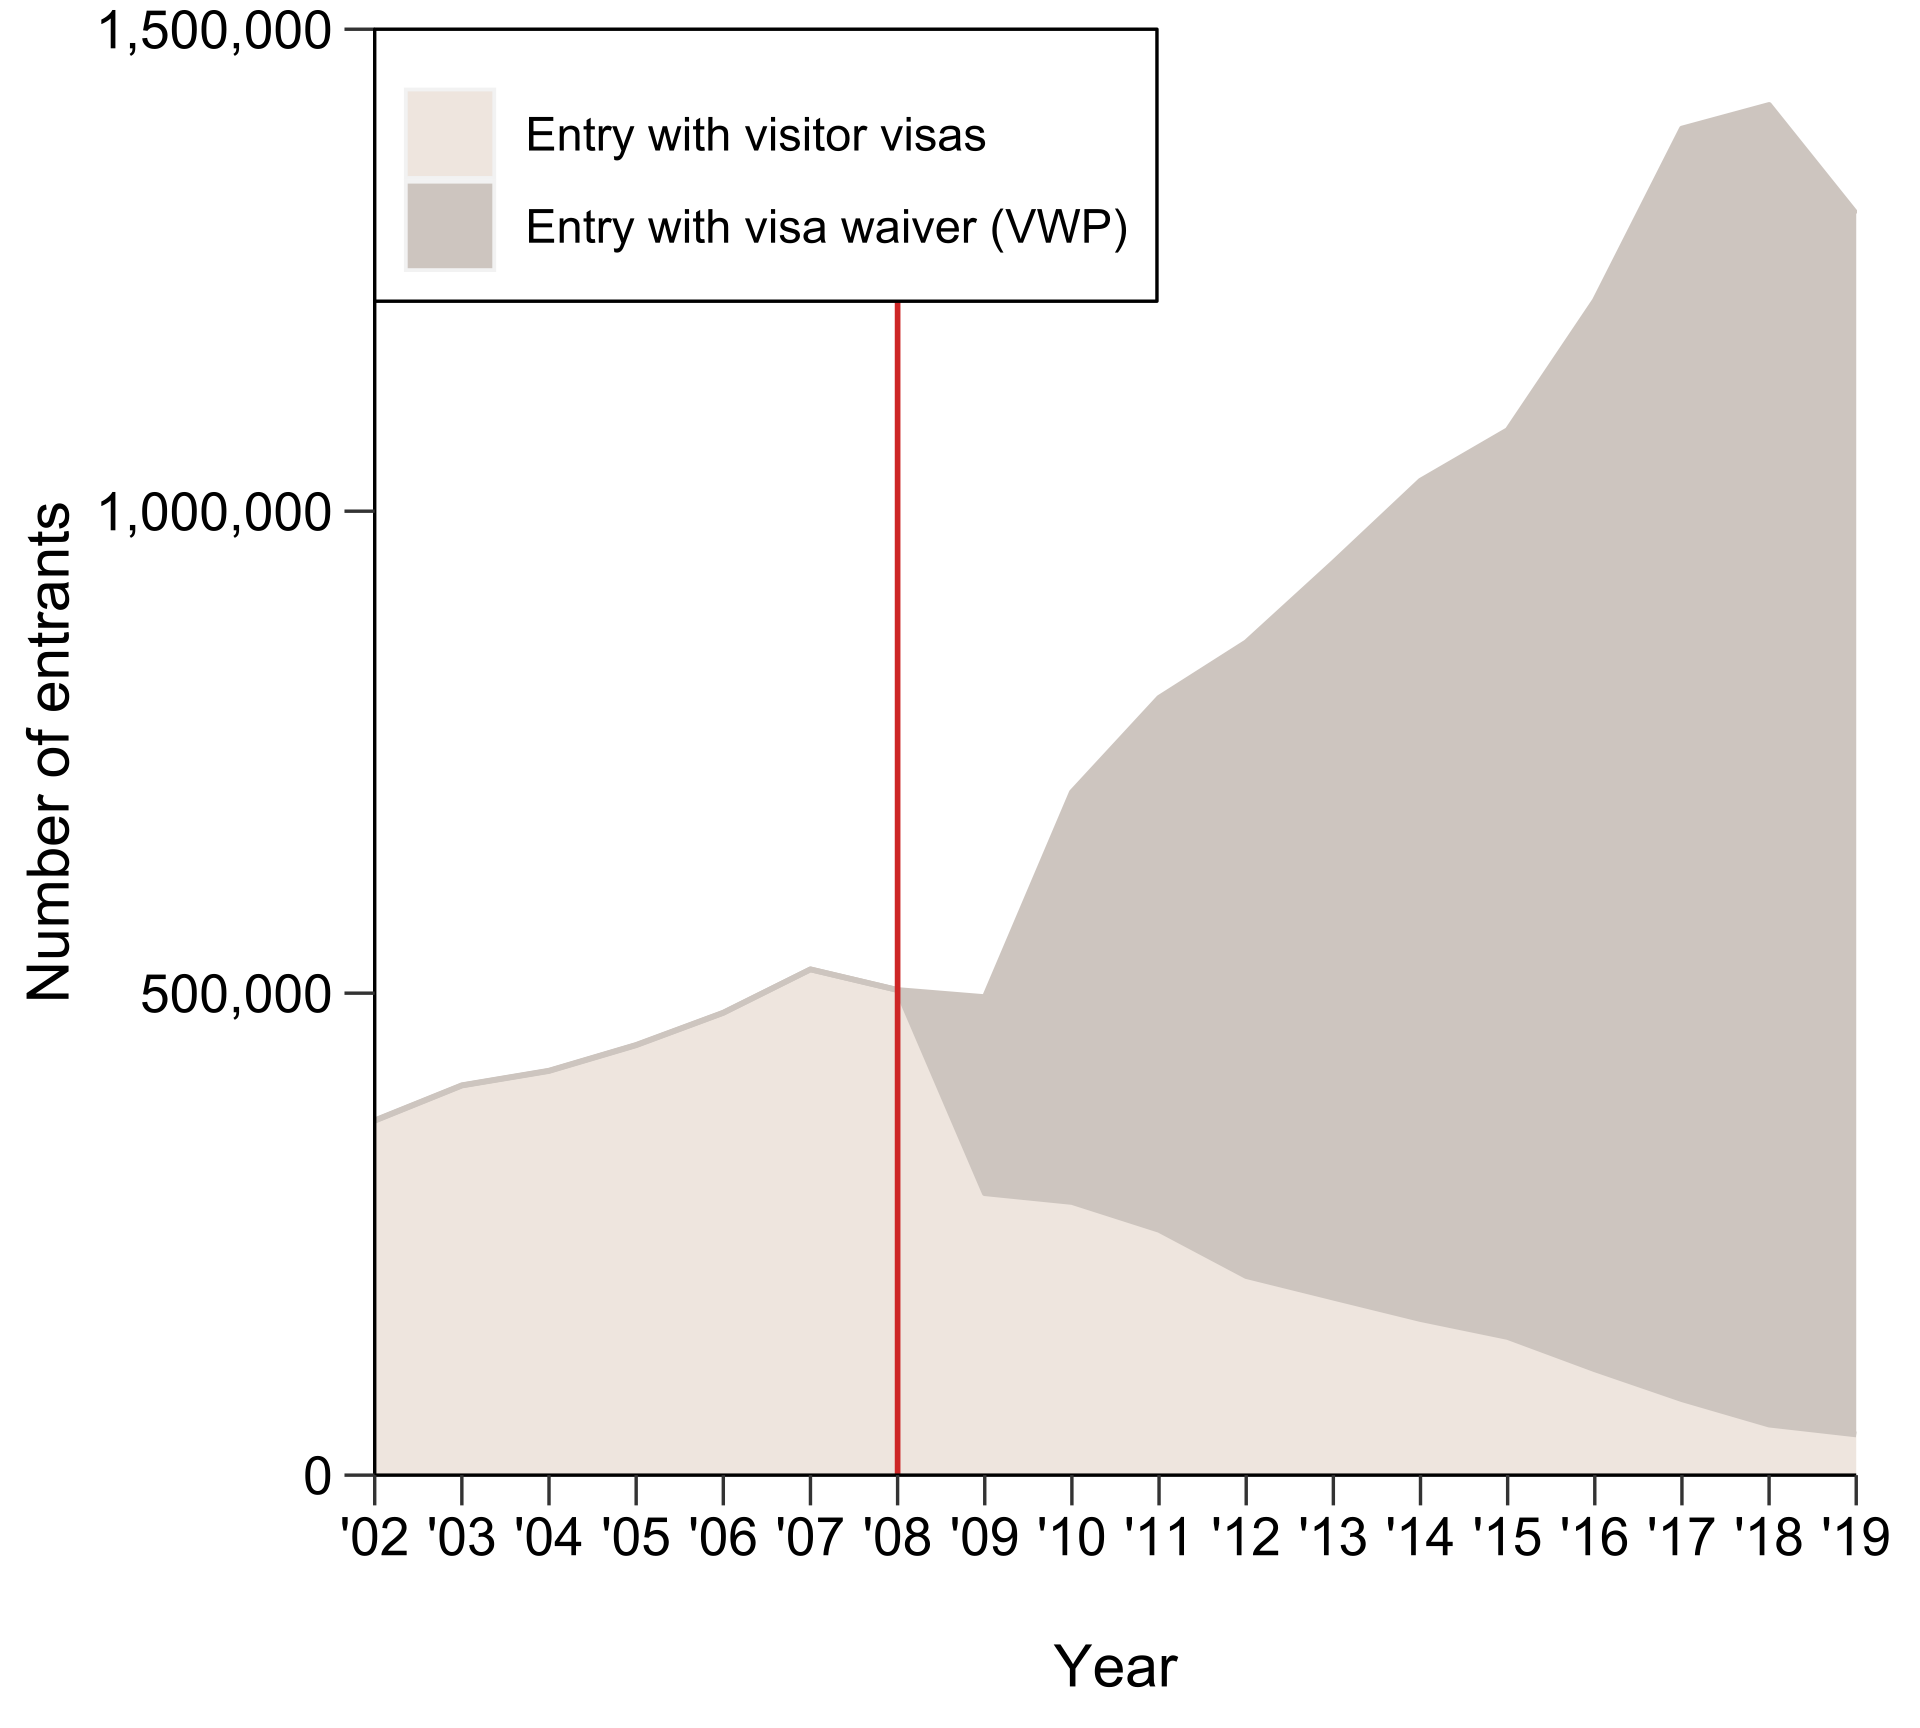 1,500,000
Entry with visitor visas
Entry with visa waiver (VWP)
1,000,000
Number of entrants
500,000
0
'02 '03 '04 '05 '06 '07 '08 '09 '10 '11 '12 '13 '14 '15 '16 '17 '18 '19
Year